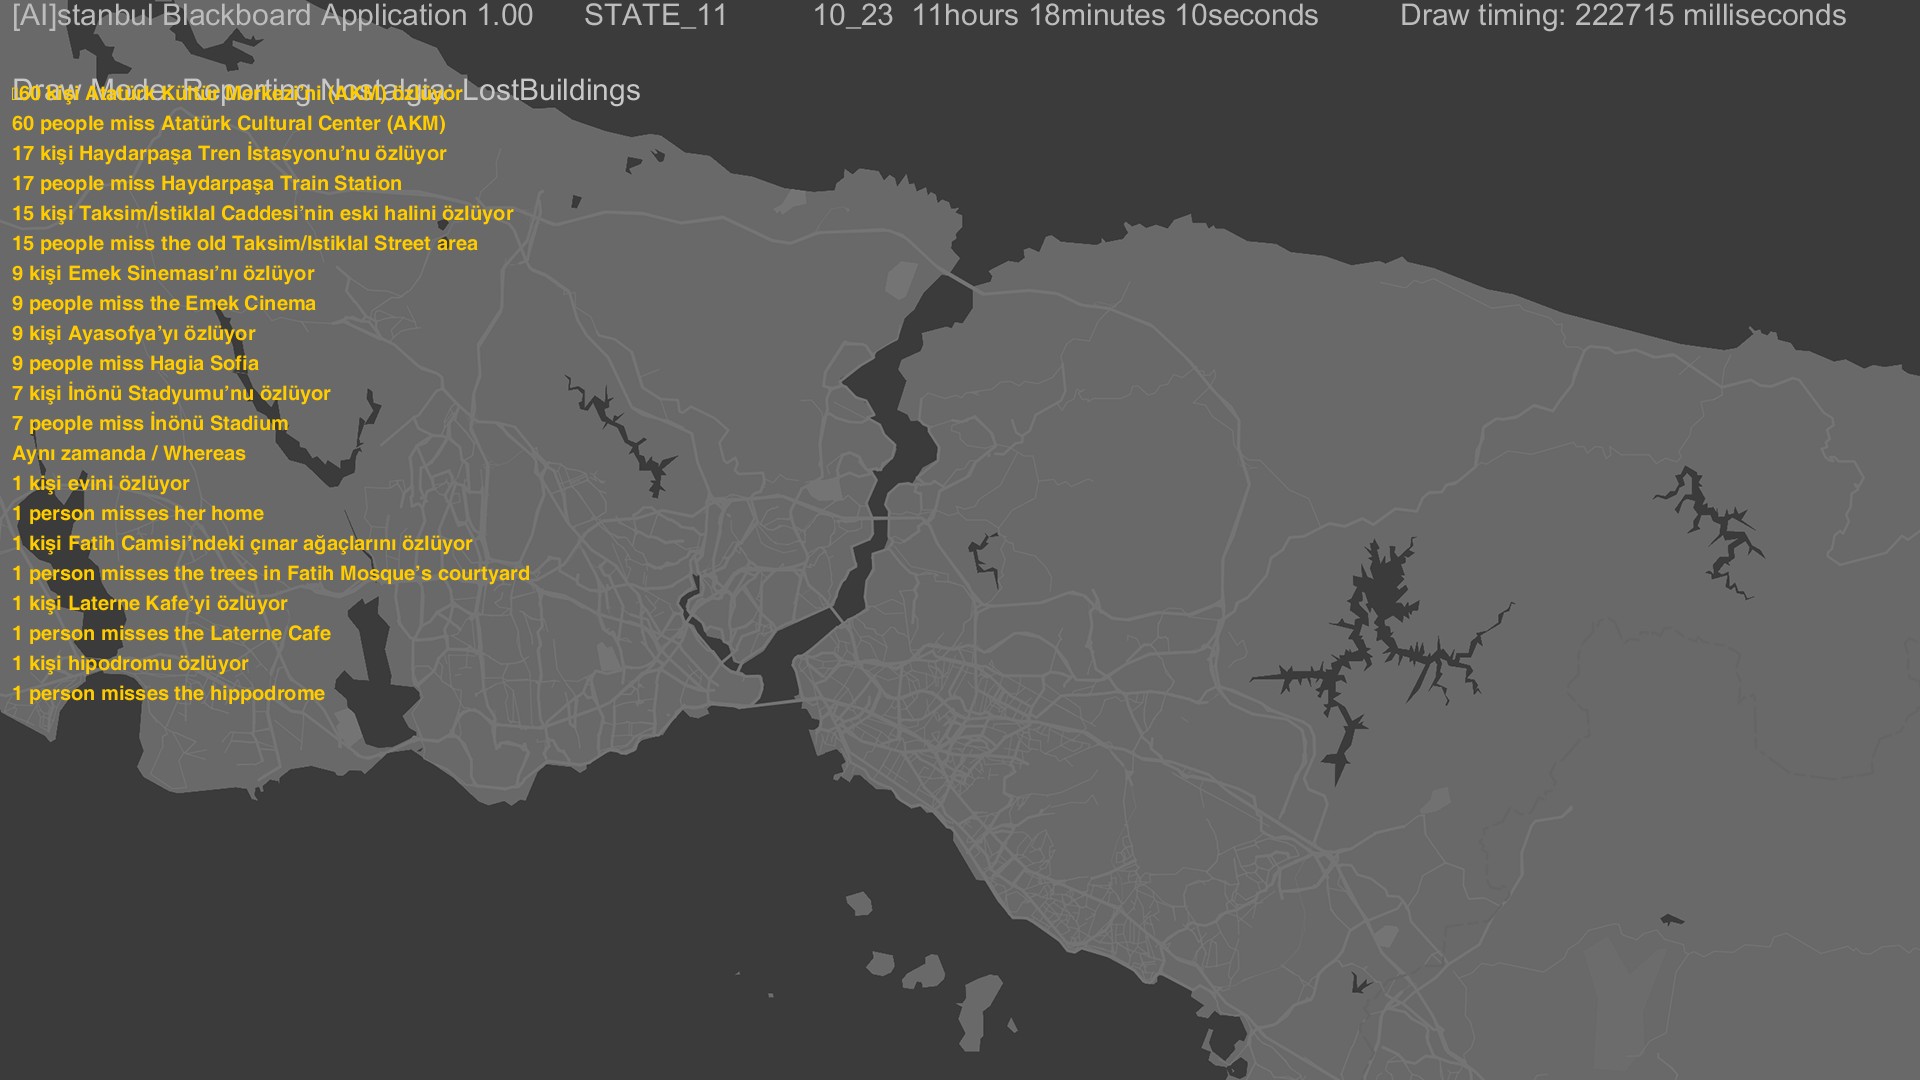 [AI]stanbul Blackboard Application 1.00 STATE_11 10_23 11hours 18minutes 10seconds Draw timing: 222715 milliseconds
Draw Mode: Reporting Nostalgia: LostBuildings
60 kişi Atatürk Kültür Merkezi’ni (AKM) özlüyor
60 people miss Atatürk Cultural Center (AKM)
17 kişi Haydarpaşa Tren İstasyonu’nu özlüyor
17 people miss Haydarpaşa Train Station
15 kişi Taksim/İstiklal Caddesi’nin eski halini özlüyor
15 people miss the old Taksim/Istiklal Street area
9 kişi Emek Sineması’nı özlüyor
9 people miss the Emek Cinema
9 kişi Ayasofya’yı özlüyor
9 people miss Hagia Sofia
7 kişi İnönü Stadyumu’nu özlüyor
7 people miss İnönü Stadium
Aynı zamanda / Whereas
1 kişi evini özlüyor
1 person misses her home
1 kişi Fatih Camisi’ndeki çınar ağaçlarını özlüyor
1 person misses the trees in Fatih Mosque’s courtyard
1 kişi Laterne Kafe’yi özlüyor
1 person misses the Laterne Cafe
1 kişi hipodromu özlüyor
1 person misses the hippodrome